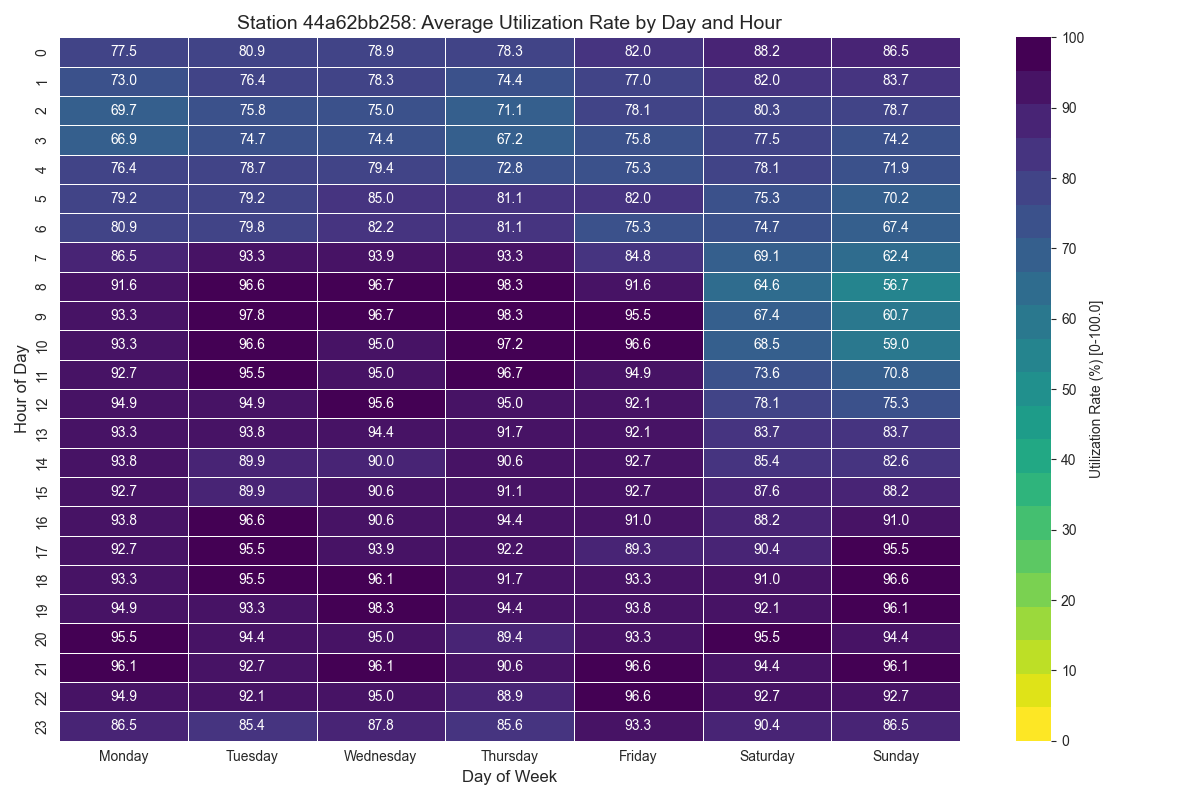 Station 44a62bb258: Average Utilization Rate by Day and Hour
0 77.5 80.9 78.9 78.3 82.0 88.2 86.5
1 73.0 76.4 78.3 74.4 77.0 82.0 83.7
2 69.7 75.8 75.0 71.1 78.1 80.3 78.7
3 66.9 74.7 74.4 67.2 75.8 77.5 74.2
4 76.4 78.7 79.4 72.8 75.3 78.1 71.9
5 79.2 79.2 85.0 81.1 82.0 75.3 70.2
6 80.9 79.8 82.2 81.1 75.3 74.7 67.4
7 86.5 93.3 93.9 93.3 84.8 69.1 62.4
8 91.6 96.6 96.7 98.3 91.6 64.6 56.7
9 93.3 97.8 96.7 98.3 95.5 67.4 60.7
10 93.3 96.6 95.0 97.2 96.6 68.5 59.0
11 92.7 95.5 95.0 96.7 94.9 73.6 70.8
12 94.9 94.9 95.6 95.0 92.1 78.1 75.3
13 93.3 93.8 94.4 91.7 92.1 83.7 83.7
14 93.8 89.9 90.0 90.6 92.7 85.4 82.6
15 92.7 89.9 90.6 91.1 92.7 87.6 88.2
16 93.8 96.6 90.6 94.4 91.0 88.2 91.0
17 92.7 95.5 93.9 92.2 89.3 90.4 95.5
18 93.3 95.5 96.1 91.7 93.3 91.0 96.6
19 94.9 93.3 98.3 94.4 93.8 92.1 96.1
20 95.5 94.4 95.0 89.4 93.3 95.5 94.4
21 96.1 92.7 96.1 90.6 96.6 94.4 96.1
22 94.9 92.1 95.0 88.9 96.6 92.7 92.7
23 86.5 85.4 87.8 85.6 93.3 90.4 86.5
Monday Tuesday Wednesday Thursday Friday Saturday Sunday
Day of Week
Hour of Day
100
90
80
70
60
50
40
30
20
10
0
Utilization Rate (%) [0-100.0]